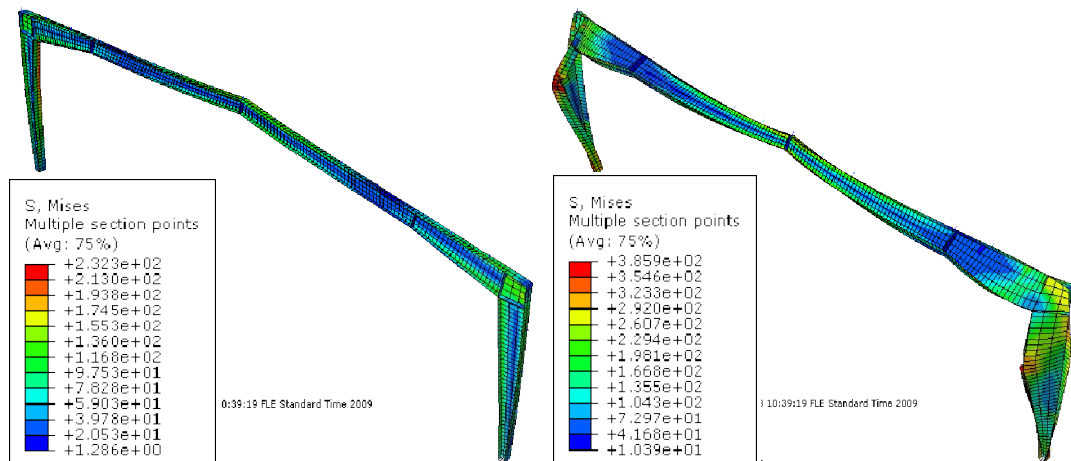 S, Mises
Multiple section points
(Avg: 75%)
+2.323e+02
+2.130e+02
+1.938e+02
+1.745e+02
+1.553e+02
+1.360e+02
+1.168e+02
+9.753e+01
+7.828e+01
+5.903e+01
+3.978e+01
+2.053e+01
+1.286e+00
0:39:19 FLE Standard Time 2009
S, Mises
Multiple section points
(Avg: 75%)
+3.859e+02
+3.546e+02
+3.233e+02
+2.920e+02
+2.607e+02
+2.294e+02
+1.981e+02
+1.668e+02
+1.355e+02
+1.043e+02
+7.297e+01
+4.168e+01
+1.039e+01
10:39:19 FLE Standard Time 2009